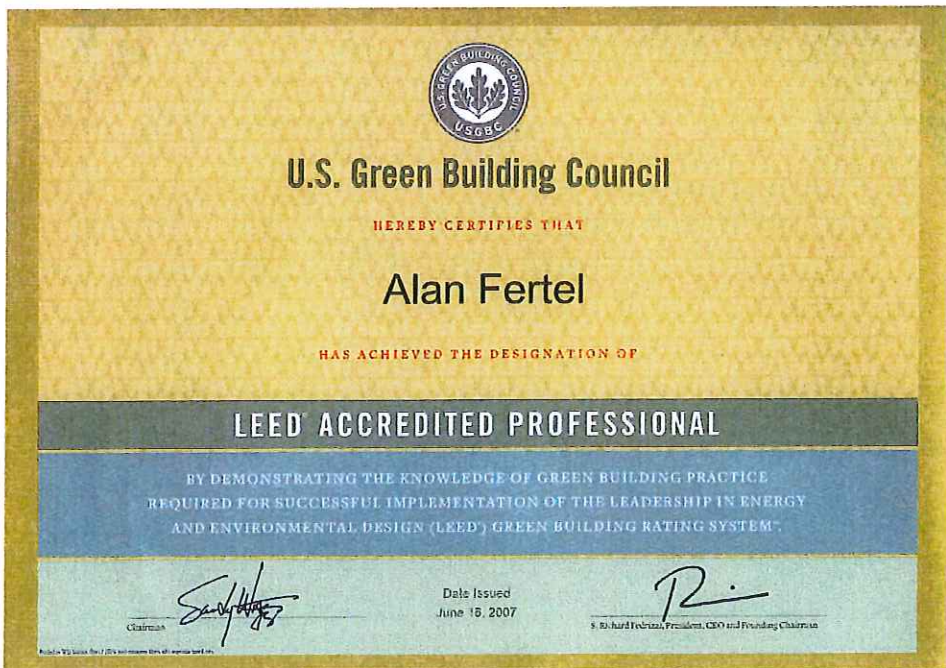 U.S. GREEN BUILDING COUNCIL
USGBC
U.S. Green Building Council
HEREBY CERTIFIES THAT
Alan Fertel
HAS ACHIEVED THE DESIGNATION OF
LEED® ACCREDITED PROFESSIONAL
BY DEMONSTRATING THE KNOWLEDGE OF GREEN BUILDING PRACTICE
REQUIRED FOR SUCCESSFUL IMPLEMENTATION OF THE LEADERSHIP IN ENERGY
AND ENVIRONMENTAL DESIGN (LEED®) GREEN BUILDING RATING SYSTEM™.
Date Issued
June 2007
Chairman
S. Richard Fedrizzi, President, CEO and Founding Chairman